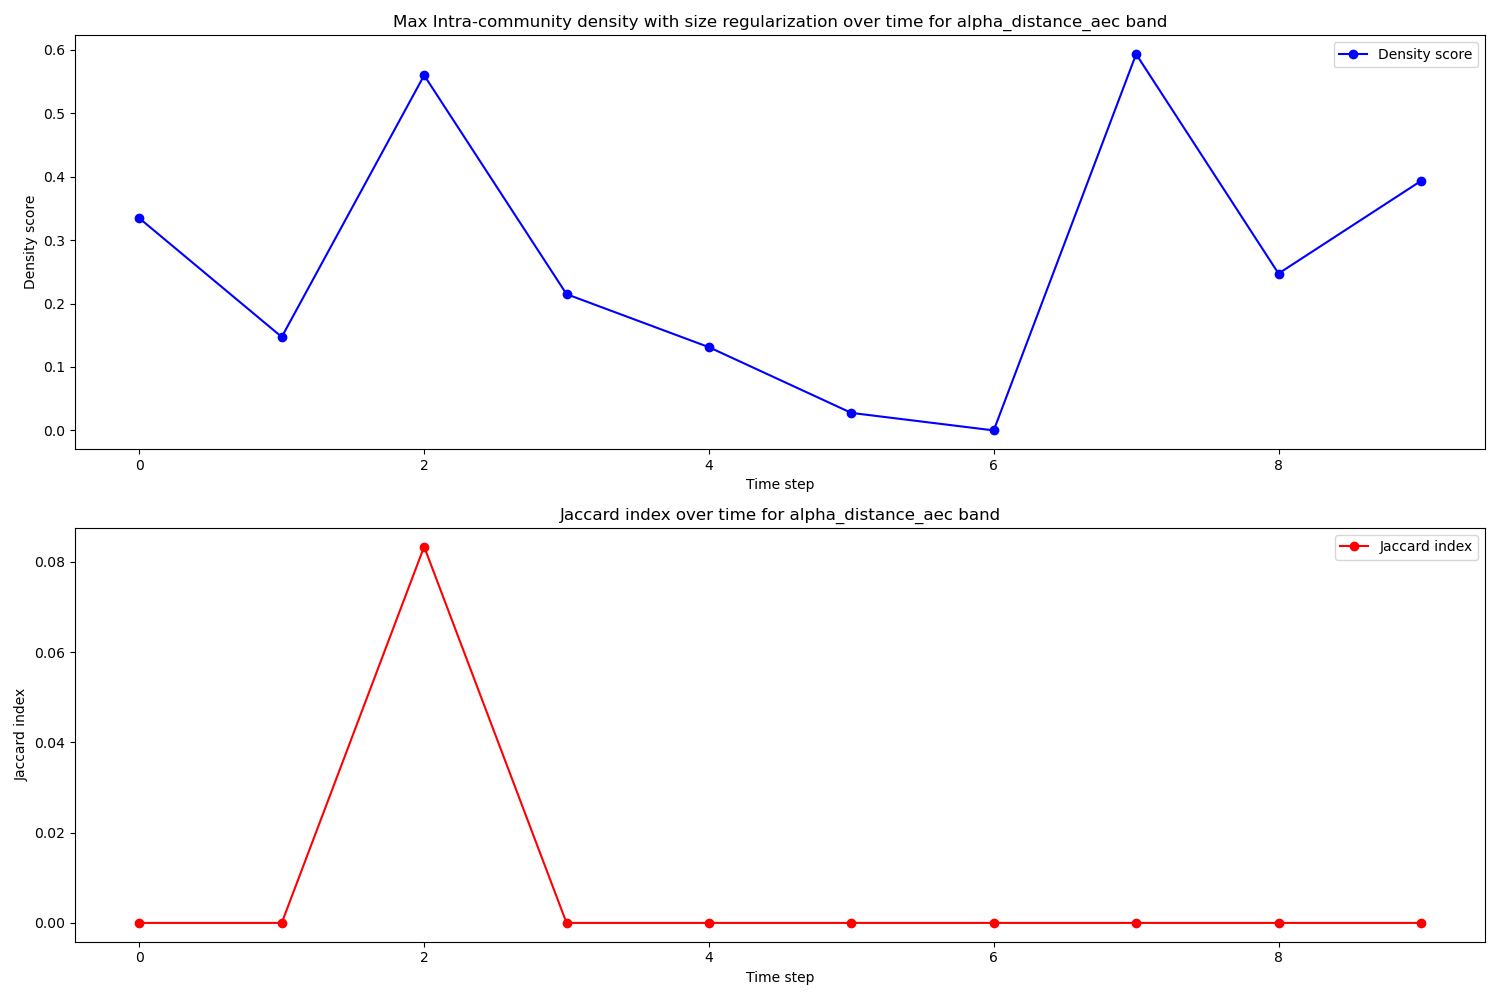 Max Intra-community density with size regularization over time for alpha_distance_aec band
Density score
0.6
0.5
0.4
0.3
0.2
0.1
0.0
Density score
0 2 4 6 8
Time step
Jaccard index over time for alpha_distance_aec band
Jaccard index
0.08
0.06
0.04
0.02
0.00
Jaccard index
0 2 4 6 8
Time step